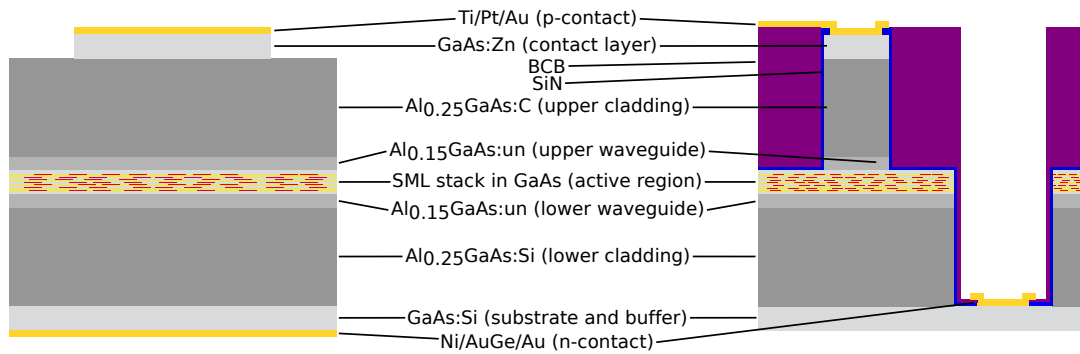 Ti/Pt/Au (p-contact)
GaAs:Zn (contact layer)
BCB
SiN
Al0.25GaAs:C (upper cladding)
Al0.15GaAs:un (upper waveguide)
SML stack in GaAs (active region)
Al0.15GaAs:un (lower waveguide)
Al0.25GaAs:Si (lower cladding)
GaAs:Si (substrate and buffer)
Ni/AuGe/Au (n-contact)